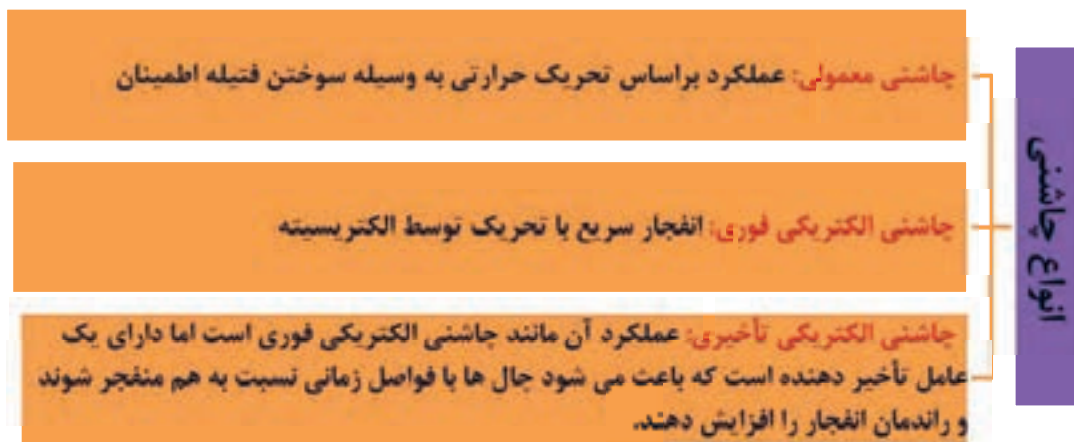 انواع چاشنی
چاشنی معمولی: عملکرد براساس تحریک حرارتی به وسیله سوختن فتیله اطمینان
چاشنی الکتریکی فوری: انفجار سریع با تحریک توسط الکتریسیته
چاشنی الکتریکی تأخیری: عملکرد آن مانند چاشنی الکتریکی فوری است اما دارای یک
عامل تأخیر دهنده است که باعث می شود چال ها با فواصل زمانی نسبت به هم منفجر شوند
و راندمان انفجار را افزایش دهند.